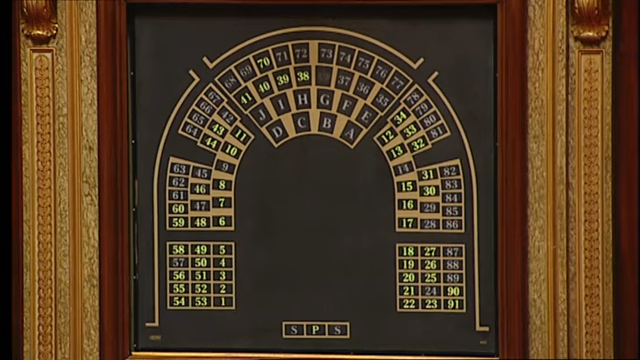 68 69 70 71 72 73 74 75 76 77
41 40 39 38 37 36 35
J I H G F E
D C B A
67 42
66 43 11
65 44 10
64
34 78
12 33 79
13 32 80
81
63 45 9
62 46 8
61 47 7
60
59 48 6
14 31 82
15 30 83
84
16 29 85
17 28 86
58 49 5
57 50 4
56 51 3
55 52 2
54 53 1
18 27 87
19 26 88
20 25 89
21 24 90
22 23 91
S P S